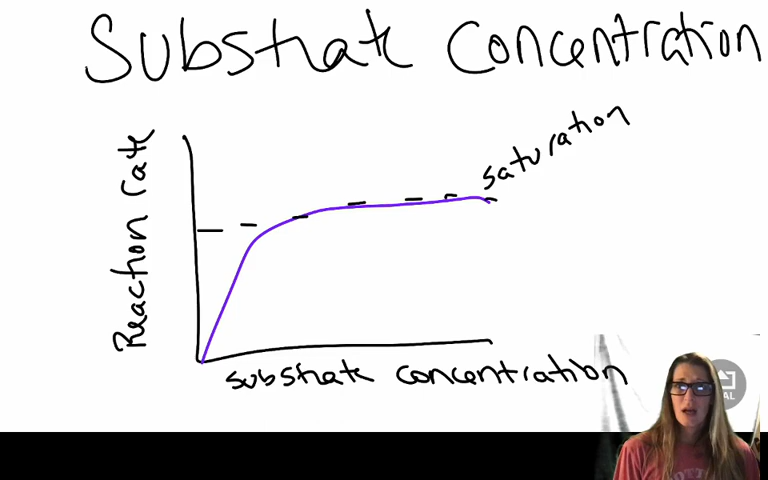 Substrate Concentration
saturation
Reaction rate
substrate concentration